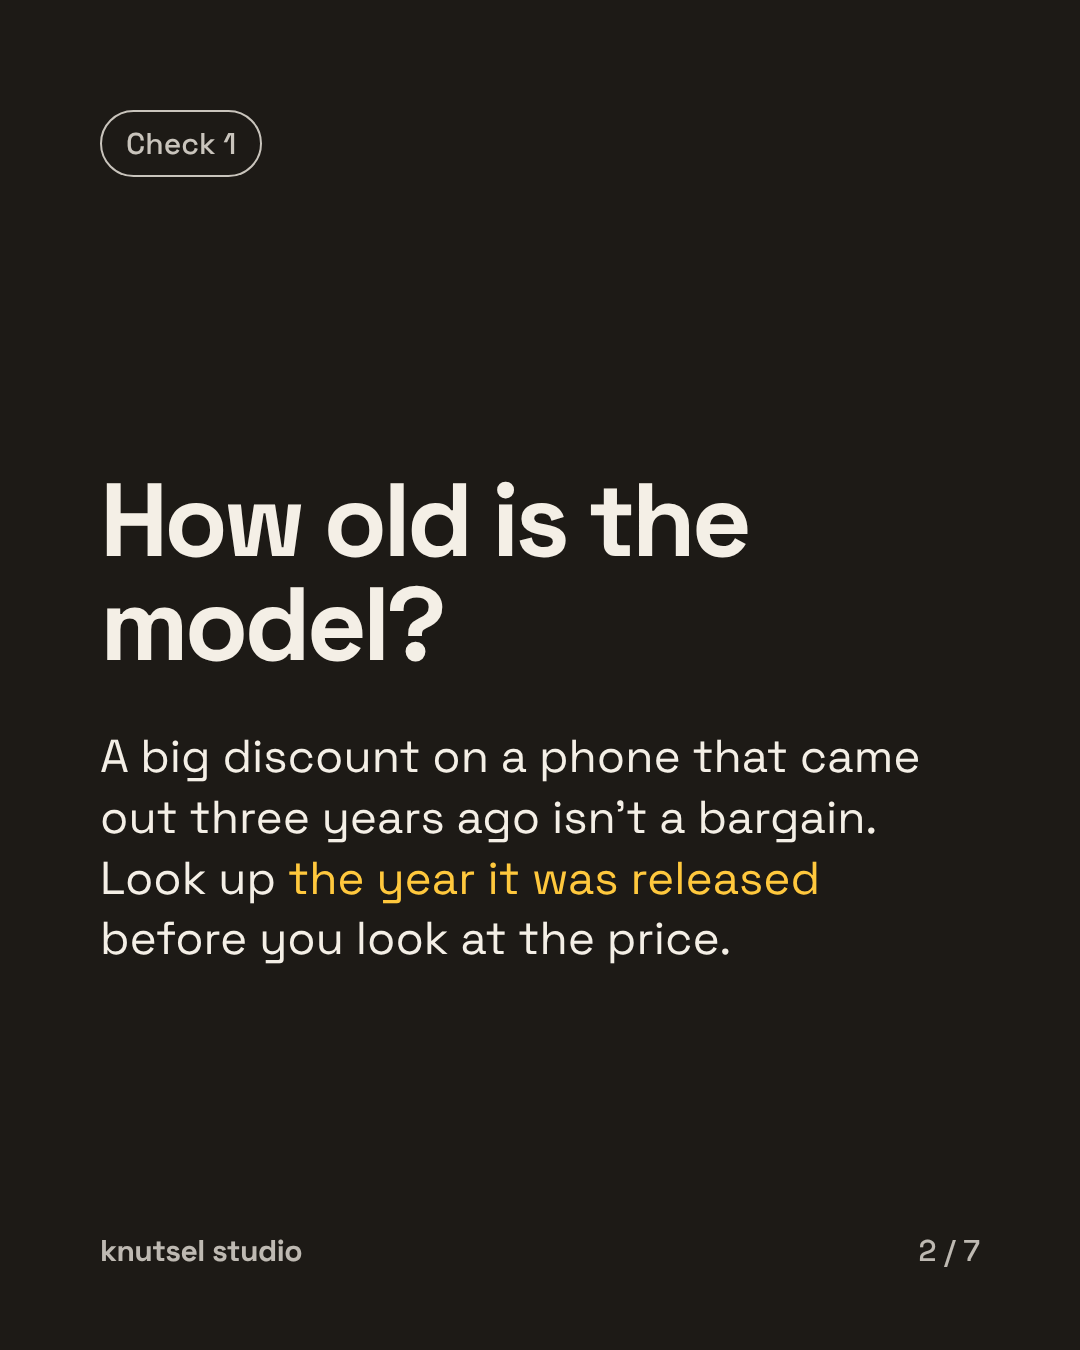 Check 1
How old is the
model?
A big discount on a phone that came
out three years ago isn’t a bargain.
Look up the year it was released
before you look at the price.
knutsel studio
2 / 7